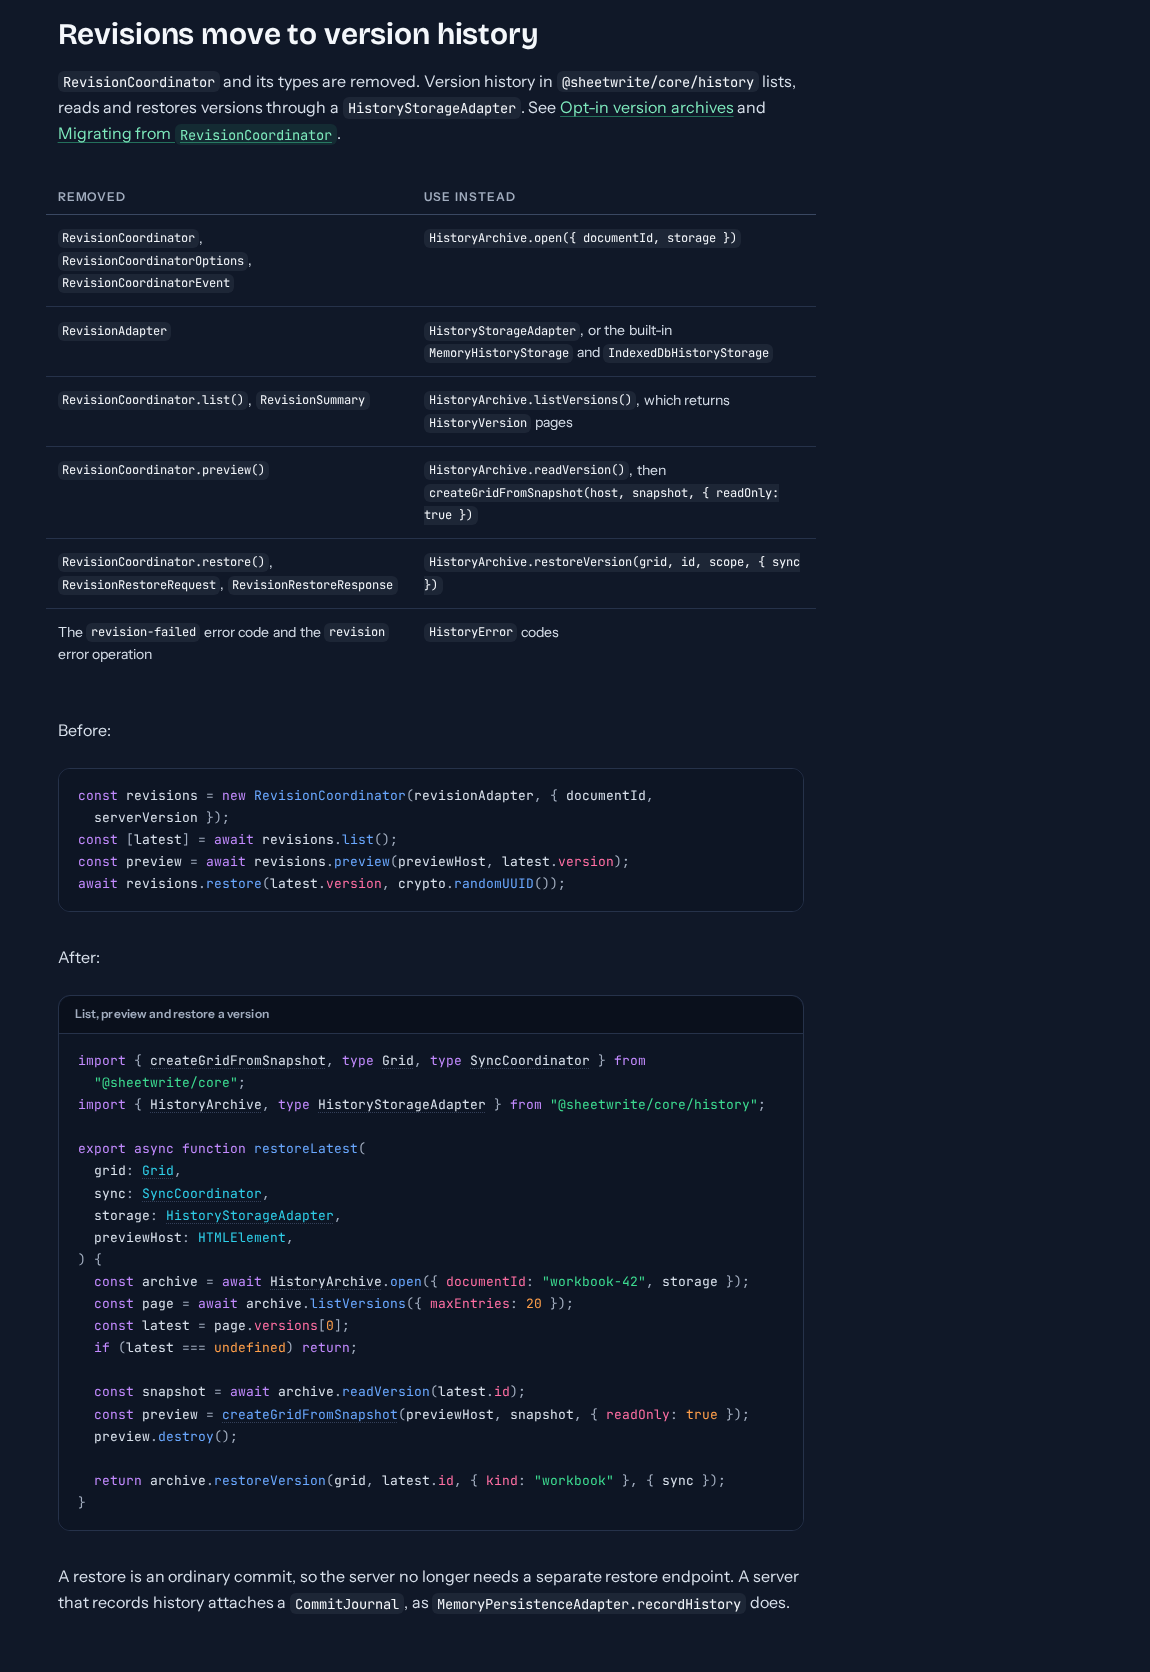 Revisions move to version history
RevisionCoordinator and its types are removed. Version history in @sheetwrite/core/history lists,
reads and restores versions through a HistoryStorageAdapter. See Opt-in version archives and
Migrating from RevisionCoordinator.
REMOVED
USE INSTEAD
RevisionCoordinator,
RevisionCoordinatorOptions,
RevisionCoordinatorEvent
HistoryArchive.open({ documentId, storage })
RevisionAdapter
HistoryStorageAdapter, or the built-in
MemoryHistoryStorage and IndexedDbHistoryStorage
RevisionCoordinator.list(), RevisionSummary
HistoryArchive.listVersions(), which returns
HistoryVersion pages
RevisionCoordinator.preview()
HistoryArchive.readVersion(), then
createGridFromSnapshot(host, snapshot, { readOnly:
true })
RevisionCoordinator.restore(),
RevisionRestoreRequest, RevisionRestoreResponse
HistoryArchive.restoreVersion(grid, id, scope, { sync
})
The revision-failed error code and the revision
error operation
HistoryError codes
Before:
const revisions = new RevisionCoordinator(revisionAdapter, { documentId,
  serverVersion });
const [latest] = await revisions.list();
const preview = await revisions.preview(previewHost, latest.version);
await revisions.restore(latest.version, crypto.randomUUID());
After:
List, preview and restore a version
import { createGridFromSnapshot, type Grid, type SyncCoordinator } from
  "@sheetwrite/core";
import { HistoryArchive, type HistoryStorageAdapter } from "@sheetwrite/core/history";
export async function restoreLatest(
  grid: Grid,
  sync: SyncCoordinator,
  storage: HistoryStorageAdapter,
  previewHost: HTMLElement,
) {
  const archive = await HistoryArchive.open({ documentId: "workbook-42", storage });
  const page = await archive.listVersions({ maxEntries: 20 });
  const latest = page.versions[0];
  if (latest === undefined) return;
  const snapshot = await archive.readVersion(latest.id);
  const preview = createGridFromSnapshot(previewHost, snapshot, { readOnly: true });
  preview.destroy();
  return archive.restoreVersion(grid, latest.id, { kind: "workbook" }, { sync });
}
A restore is an ordinary commit, so the server no longer needs a separate restore endpoint. A server
that records history attaches a CommitJournal, as MemoryPersistenceAdapter.recordHistory does.